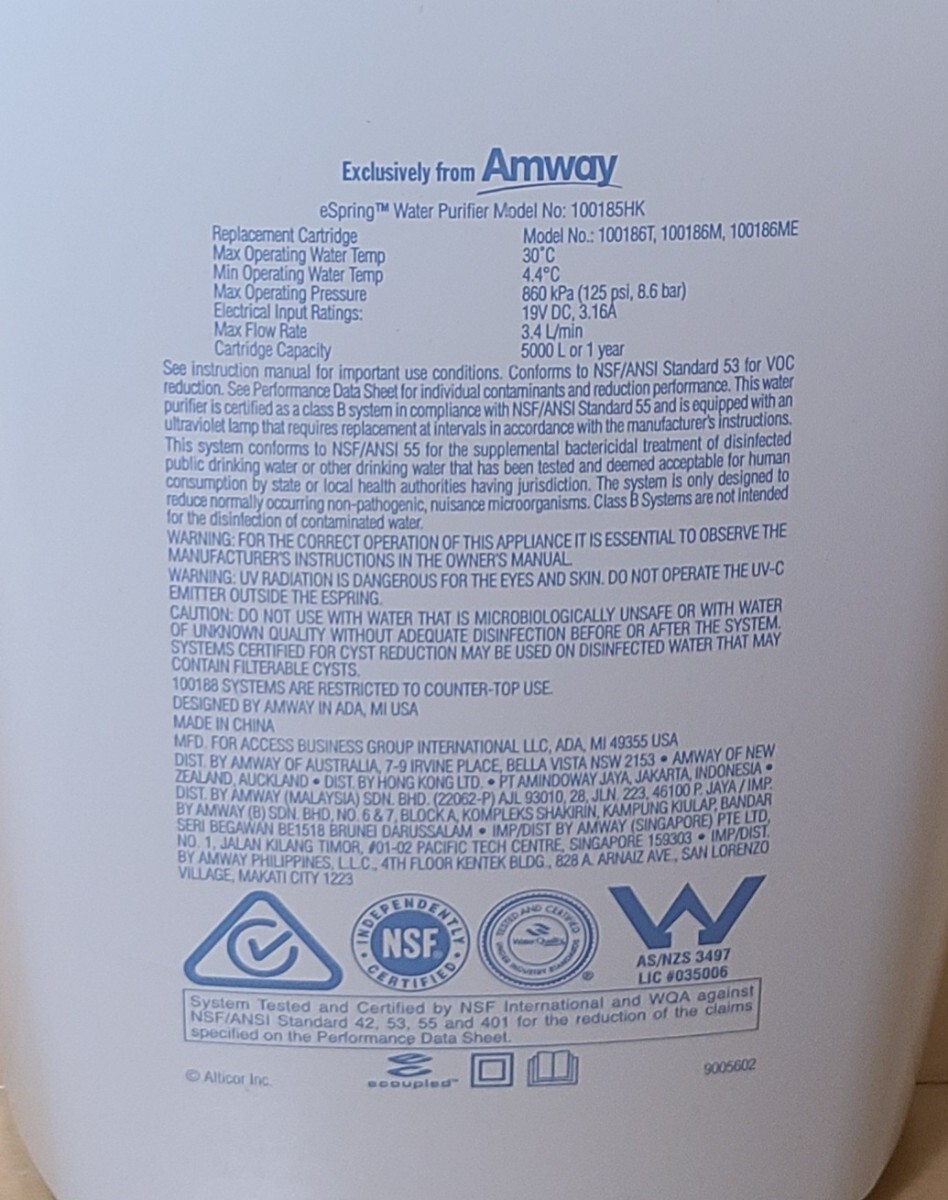 Exclusively from Amway
eSpring™ Water Purifier Model No: 100185HK
Replacement Cartridge Model No.: 100186T, 100186M, 100186ME
Max Operating Water Temp 30°C
Min Operating Water Temp 4.4°C
Max Operating Pressure 860 kPa (125 psi, 8.6 bar)
Electrical Input Ratings: 19V DC, 3.16A
Max Flow Rate 3.4 L/min
Cartridge Capacity 5000 L or 1 year
See instruction manual for important use conditions. Conforms to NSF/ANSI Standard 53 for VOC
reduction. See Performance Data Sheet for individual contaminants and reduction performance. This water
purifier is certified as a class B system in compliance with NSF/ANSI Standard 55 and is equipped with an
ultraviolet lamp that requires replacement at intervals in accordance with the manufacturer's instructions.
This system conforms to NSF/ANSI 55 for the supplemental bactericidal treatment of disinfected
public drinking water or other drinking water that has been tested and deemed acceptable for human
consumption by state or local health authorities having jurisdiction. The system is only designed to
reduce normally occurring non-pathogenic, nuisance microorganisms. Class B Systems are not intended
for the disinfection of contaminated water.
WARNING: FOR THE CORRECT OPERATION OF THIS APPLIANCE IT IS ESSENTIAL TO OBSERVE THE
MANUFACTURER'S INSTRUCTIONS IN THE OWNER'S MANUAL.
WARNING: UV RADIATION IS DANGEROUS FOR THE EYES AND SKIN. DO NOT OPERATE THE UV-C
EMITTER OUTSIDE THE ESPRING.
CAUTION: DO NOT USE WITH WATER THAT IS MICROBIOLOGICALLY UNSAFE OR WITH WATER
OF UNKNOWN QUALITY WITHOUT ADEQUATE DISINFECTION BEFORE OR AFTER THE SYSTEM.
SYSTEMS CERTIFIED FOR CYST REDUCTION MAY BE USED ON DISINFECTED WATER THAT MAY
CONTAIN FILTERABLE CYSTS.
100188 SYSTEMS ARE RESTRICTED TO COUNTER-TOP USE.
DESIGNED BY AMWAY IN ADA, MI USA
MADE IN CHINA
MFD. FOR ACCESS BUSINESS GROUP INTERNATIONAL LLC, ADA, MI 49355 USA
DIST. BY AMWAY OF AUSTRALIA, 7-9 IRVINE PLACE, BELLA VISTA NSW 2153 • AMWAY OF NEW
ZEALAND, AUCKLAND • DIST. BY HONG KONG LTD. • PT AMINDOWAY JAYA, JAKARTA, INDONESIA •
DIST. BY AMWAY (MALAYSIA) SDN. BHD. (22062-P) AJL 93010, 28, JLN. 223, 46100 P. JAYA / IMP.
BY AMWAY (B) SDN. BHD, NO. 6 & 7, BLOCK A, KOMPLEKS SHAKIRIN, KAMPUNG KIULAP, BANDAR
SERI BEGAWAN BE1518 BRUNEI DARUSSALAM • IMP/DIST BY AMWAY (SINGAPORE) PTE LTD,
NO. 1, JALAN KILANG TIMOR, #01-02 PACIFIC TECH CENTRE, SINGAPORE 159303 • IMP/DIST.
BY AMWAY PHILIPPINES, L.L.C., 4TH FLOOR KENTEK BLDG., 828 A. ARNAIZ AVE., SAN LORENZO
VILLAGE, MAKATI CITY 1223
INDEPENDENTLY
NSF®
CERTIFIED
TESTED AND CERTIFIED
Water Quality
UNDER INDUSTRY STANDARDS
®
AS/NZS 3497
LIC #035006
System Tested and Certified by NSF International and WQA against
NSF/ANSI Standard 42, 53, 55 and 401 for the reduction of the claims
specified on the Performance Data Sheet.
© Alticor Inc.
ecoupled™
9005602